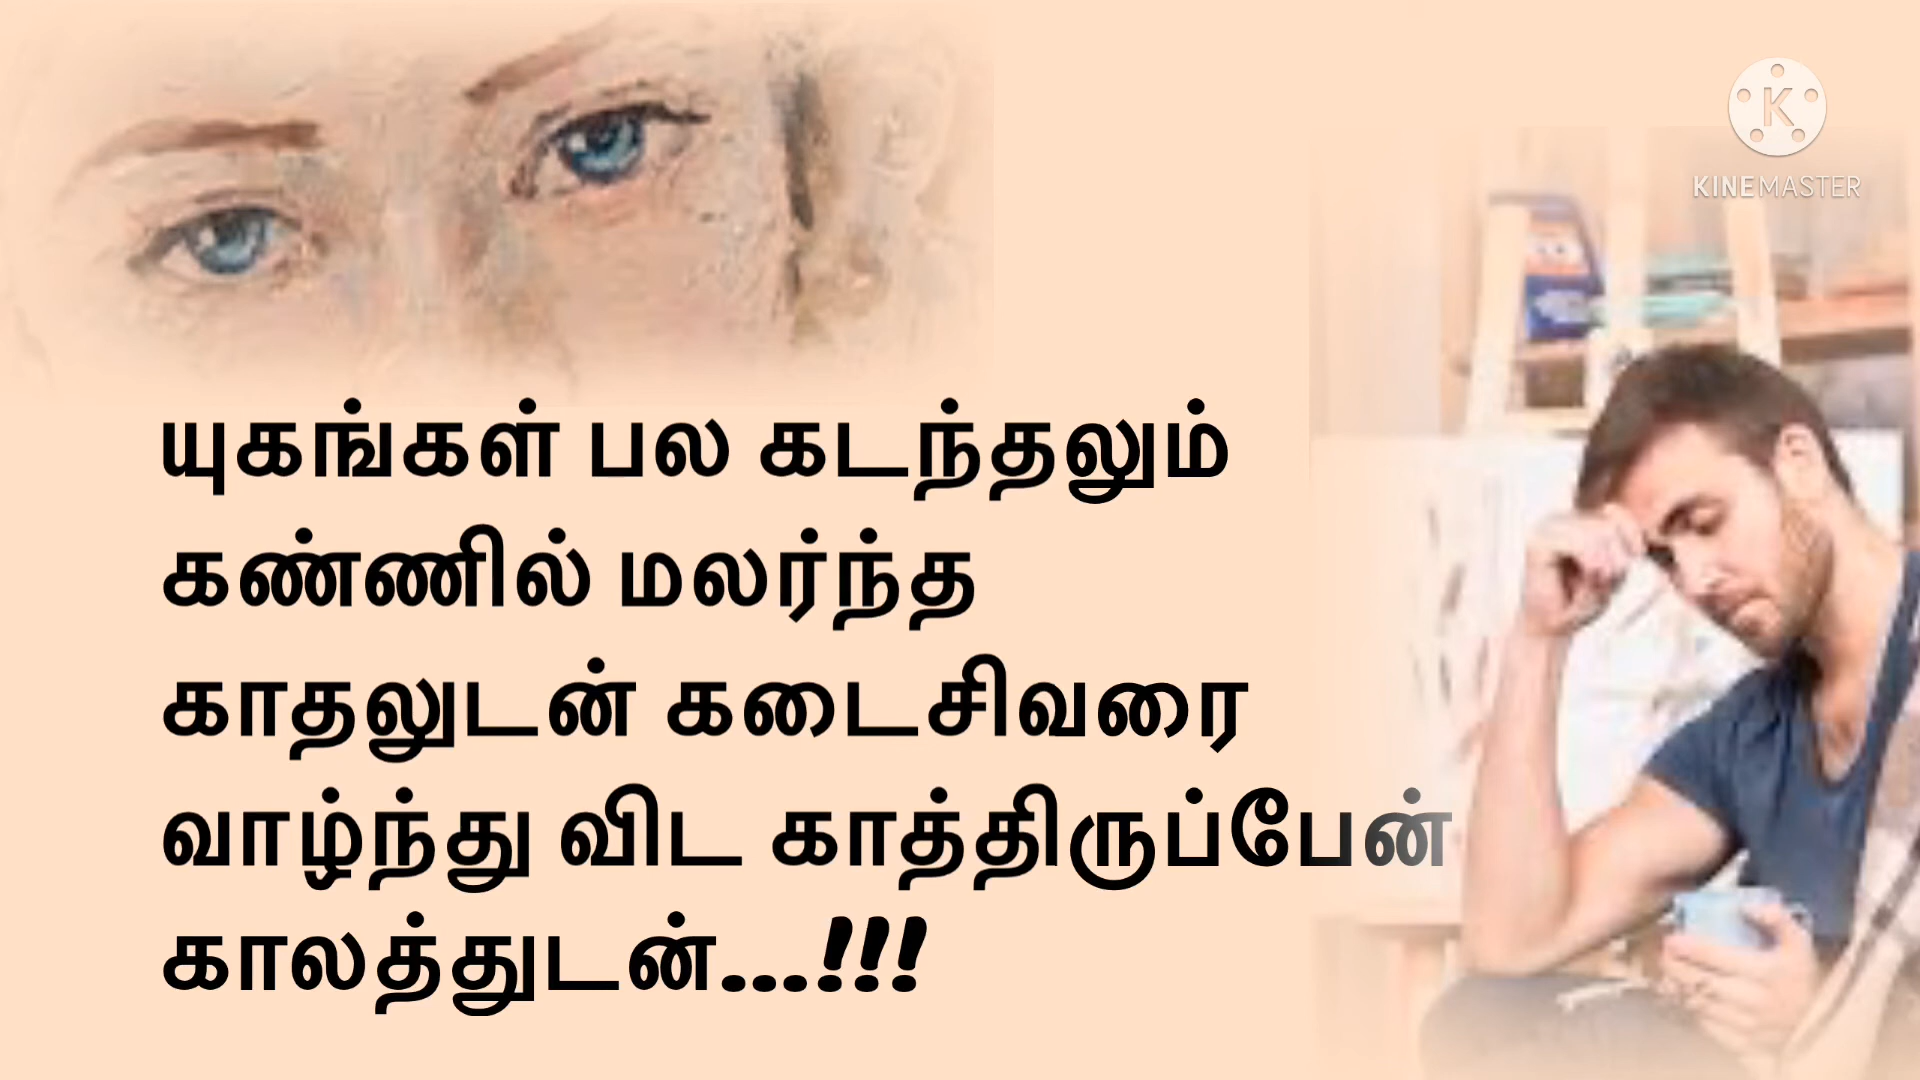 KINEMASTER
யுகங்கள் பல கடந்தலும்
கண்ணில் மலர்ந்த
காதலுடன் கடைசிவரை
வாழ்ந்து விட காத்திருப்பேன்
காலத்துடன்...!!!